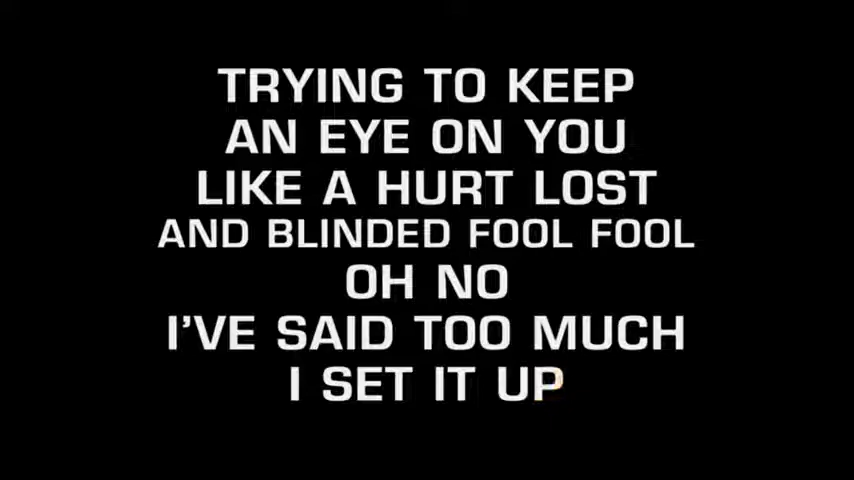 TRYING TO KEEP
AN EYE ON YOU
LIKE A HURT LOST
AND BLINDED FOOL FOOL
OH NO
I'VE SAID TOO MUCH
I SET IT UP